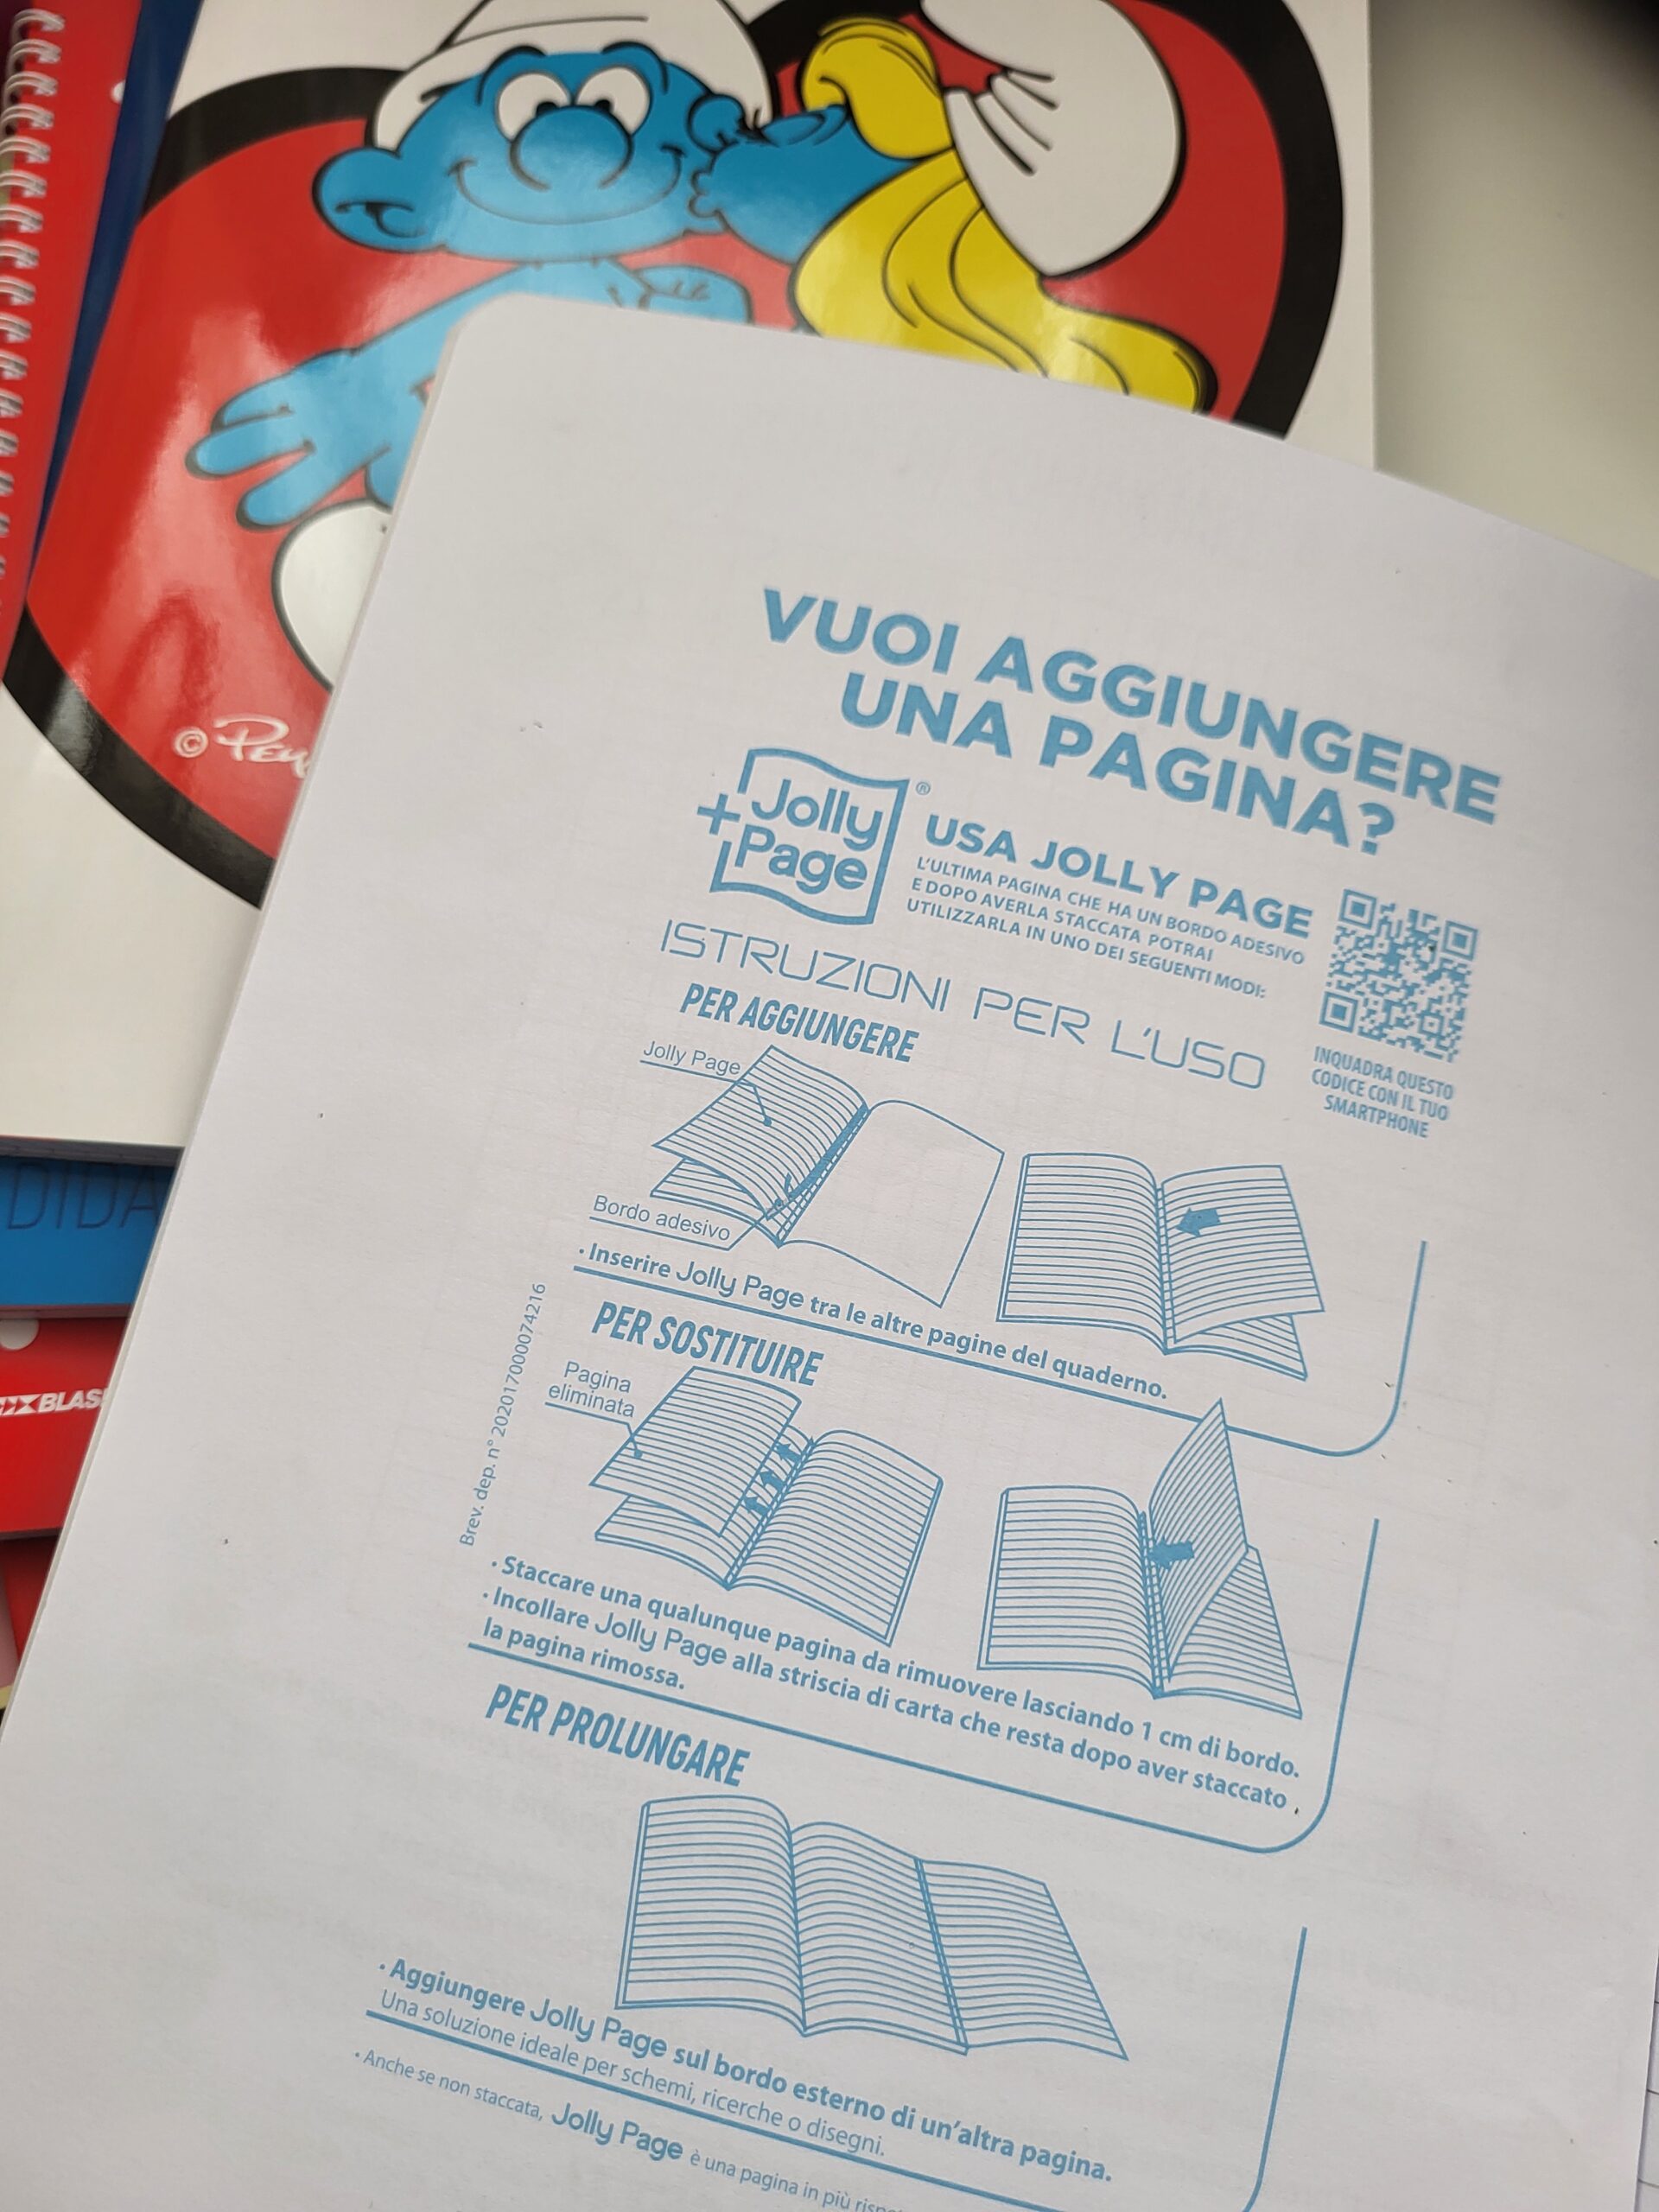 © Peyo
VUOI AGGIUNGERE
UNA PAGINA?
+ Jolly
Page ®
USA JOLLY PAGE
L'ULTIMA PAGINA CHE HA UN BORDO ADESIVO
E DOPO AVERLA STACCATA POTRAI
UTILIZZARLA IN UNO DEI SEGUENTI MODI:
INQUADRA QUESTO
CODICE CON IL TUO
SMARTPHONE
ISTRUZIONI PER L'USO
PER AGGIUNGERE
Jolly Page
Bordo adesivo
• Inserire Jolly Page tra le altre pagine del quaderno.
PER SOSTITUIRE
Pagina
eliminata
Brev. dep. n° 202017000074216
• Staccare una qualunque pagina da rimuovere lasciando 1 cm di bordo.
• Incollare Jolly Page alla striscia di carta che resta dopo aver staccato
la pagina rimossa.
PER PROLUNGARE
• Aggiungere Jolly Page sul bordo esterno di un'altra pagina.
Una soluzione ideale per schemi, ricerche o disegni.
• Anche se non staccata, Jolly Page è una pagina in più
DIDA
BLAS